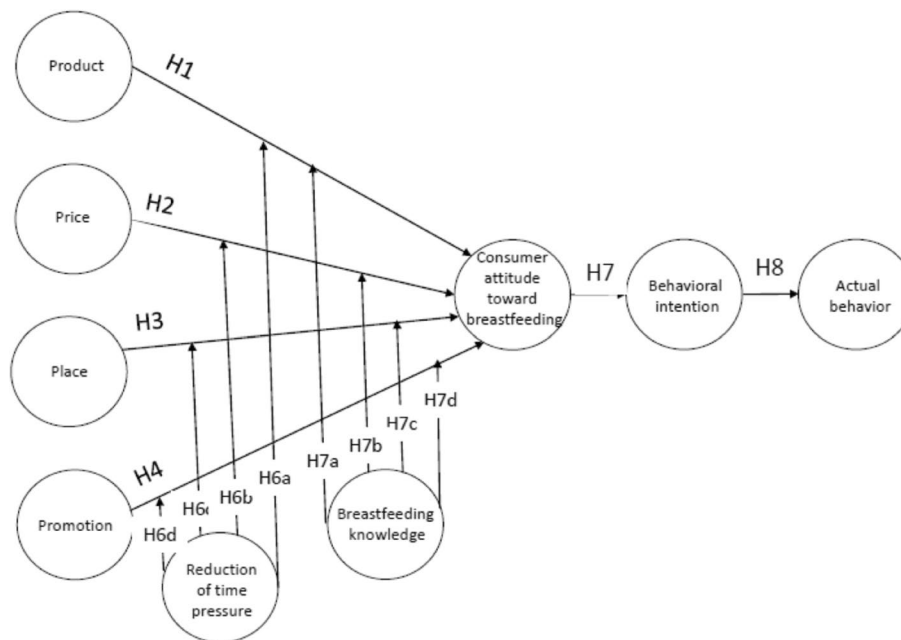 Product
H1
Price
H2
Consumer
attitude
toward
breastfeeding
H7
Behavioral
intention
H8
Actual
behavior
H3
Place
H4
Promotion
H6d
H6c
H6b
H6a
H7a
H7b
H7c
H7d
Breastfeeding
knowledge
Reduction
of time
pressure